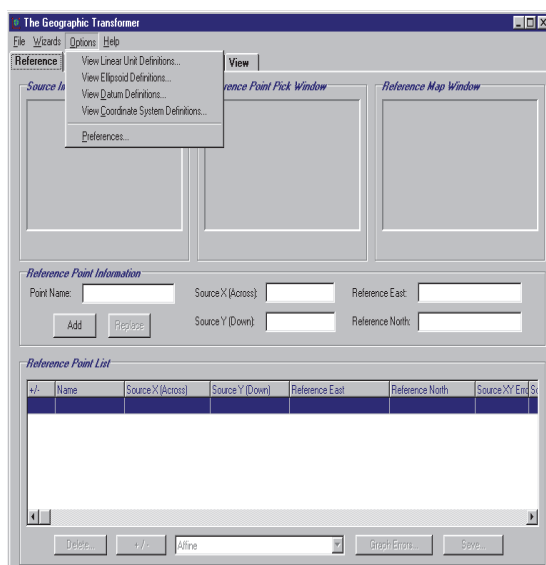 The Geographic Transformer
File Wizards Options Help
Reference View
View Linear Unit Definitions...
View Ellipsoid Definitions...
View Datum Definitions...
View Coordinate System Definitions...
Preferences...
Source Reference Map Window
Point Pick Window
Reference Point Information
Point Name: Source X (Across): Reference East:
Add Replace Source Y (Down): Reference North:
Reference Point List
+/- Name Source X (Across) Source Y (Down) Reference East Reference North Source XY Erro
Delete... +/- Affine Graph Errors... Save...